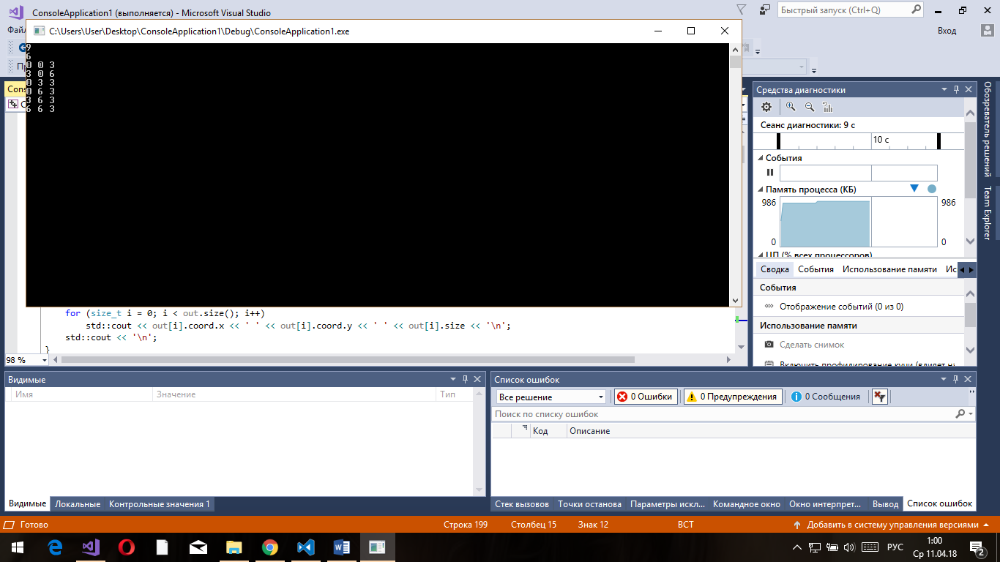 ConsoleApplication1 (выполняется) - Microsoft Visual Studio
Быстрый запуск (Ctrl+Q)
Вход
C:\Users\User\Desktop\ConsoleApplication1\Debug\ConsoleApplication1.exe
9
6
0 0 3
3 0 6
0 3 3
0 6 3
3 6 3
6 6 3
for (size_t i = 0; i < out.size(); i++)
std::cout << out[i].coord.x << ' ' << out[i].coord.y << ' ' << out[i].size << '\n';
std::cout << '\n';
}
98 %
Средства диагностики
Сеанс диагностики: 9 с
10 с
События
Память процесса (КБ)
986 986
0 0
ЦП (% всех процессоров)
Сводка События Использование памяти Ис
События
Отображение событий (0 из 0)
Использование памяти
Сделать снимок
Включить профилирование кучи (влияет н
Обозреватель решений
Team Explorer
Видимые
Имя Значение Тип
Видимые Локальные Контрольные значения 1
Список ошибок
Все решение 0 Ошибки 0 Предупреждения 0 Сообщения
Поиск по списку ошибок
Код Описание
Стек вызовов Точки останова Параметры искл... Командное окно Окно интерпрет... Вывод Список ошибок
Готово Строка 199 Столбец 15 Знак 12 ВСТ Добавить в систему управления версиями
РУС
1:00
Ср 11.04.18
2